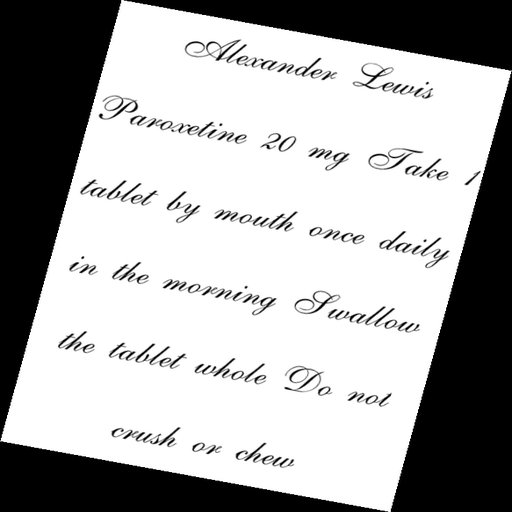 Alexander Lewis
Paroxetine 20 mg Take 1
tablet by mouth once daily
in the morning Swallow
the tablet whole Do not
crush or chew